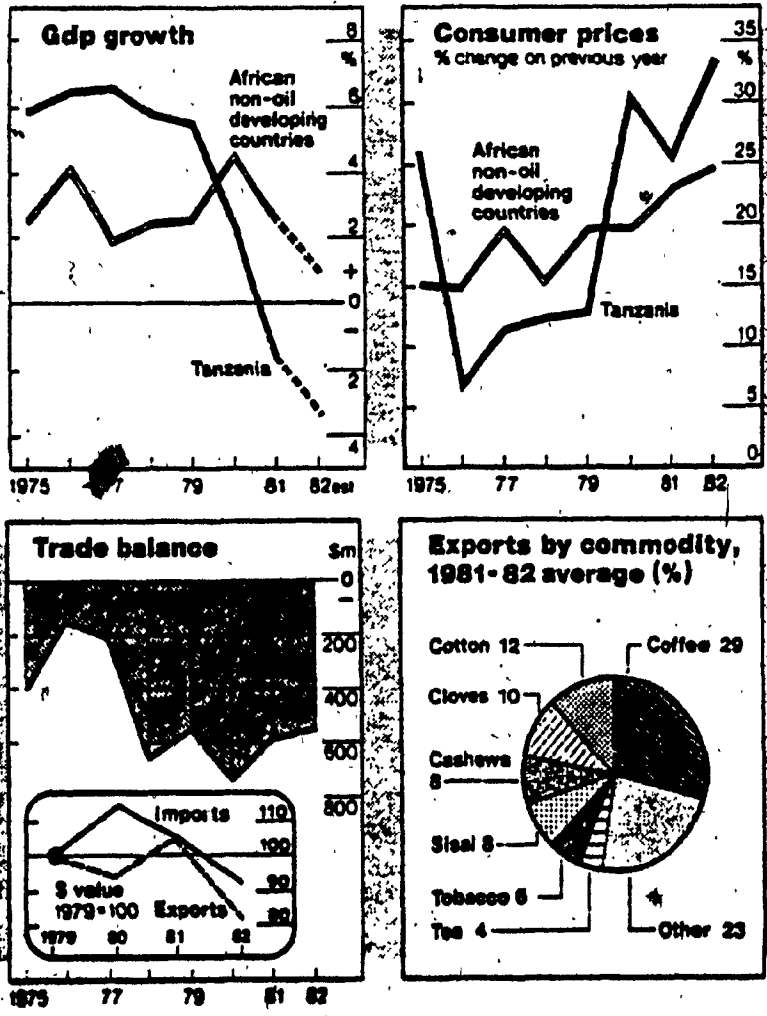 Gdp growth
8
%
African
non-oil
developing
countries
6
4
2
+
0
−
Tanzania
2
4
1975 77 79 81 82est
Consumer prices
% change on previous year
35
%
30
African
non-oil
developing
countries
25
20
15
Tanzania
10
5
0
1975 77 79 81 82
Trade balance
$m
0
−
200
400
600
800
Imports
110
100
90
80
$ value
1979=100 Exports
1979 80 81 82
1975 77 79 81 82
Exports by commodity,
1981-82 average (%)
Cotton 12
Coffee 29
Cloves 10
Cashews
8
Sisal 8
Tobacco 6
Tea 4
Other 23